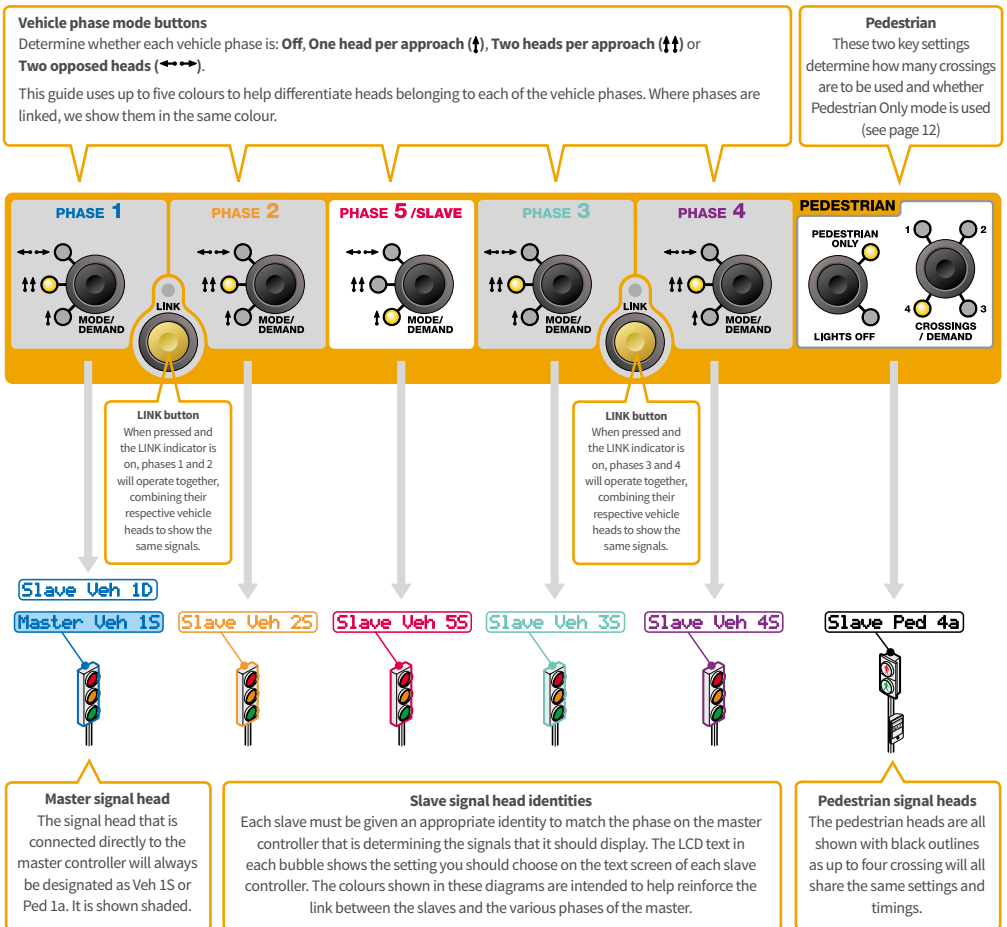 Vehicle phase mode buttons
Determine whether each vehicle phase is: Off, One head per approach (⬆), Two heads per approach (⬆⬆) or
Two opposed heads (⬅• •➡).
This guide uses up to five colours to help differentiate heads belonging to each of the vehicle phases. Where phases are
linked, we show them in the same colour.
Pedestrian
These two key settings
determine how many crossings
are to be used and whether
Pedestrian Only mode is used
(see page 12)
PHASE 1
MODE/
DEMAND
LINK
PHASE 2
MODE/
DEMAND
PHASE 5 /SLAVE
MODE/
DEMAND
PHASE 3
MODE/
DEMAND
LINK
PHASE 4
MODE/
DEMAND
PEDESTRIAN
PEDESTRIAN
ONLY
LIGHTS OFF
1
2
4
3
CROSSINGS
/ DEMAND
LINK button
When pressed and
the LINK indicator is
on, phases 1 and 2
will operate together,
combining their
respective vehicle
heads to show the
same signals.
LINK button
When pressed and
the LINK indicator is
on, phases 3 and 4
will operate together,
combining their
respective vehicle
heads to show the
same signals.
Slave Veh 1D
Master Veh 1S
Slave Veh 2S
Slave Veh 5S
Slave Veh 3S
Slave Veh 4S
Slave Ped 4a
Master signal head
The signal head that is
connected directly to the
master controller will always
be designated as Veh 1S or
Ped 1a. It is shown shaded.
Slave signal head identities
Each slave must be given an appropriate identity to match the phase on the master
controller that is determining the signals that it should display. The LCD text in
each bubble shows the setting you should choose on the text screen of each slave
controller. The colours shown in these diagrams are intended to help reinforce the
link between the slaves and the various phases of the master.
Pedestrian signal heads
The pedestrian heads are all
shown with black outlines
as up to four crossing will all
share the same settings and
timings.